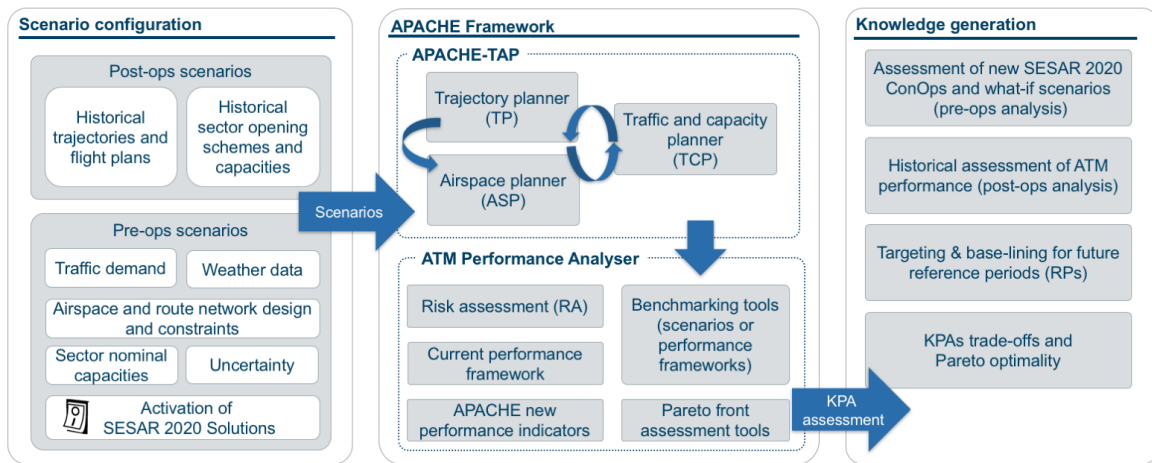 Scenario configuration
Post-ops scenarios
Historical
trajectories and
flight plans
Historical
sector opening
schemes and
capacities
Pre-ops scenarios
Traffic demand
Weather data
Airspace and route network design
and constraints
Sector nominal
capacities
Uncertainty
Activation of
SESAR 2020 Solutions
Scenarios
APACHE Framework
APACHE-TAP
Trajectory planner
(TP)
Traffic and capacity
planner
(TCP)
Airspace planner
(ASP)
ATM Performance Analyser
Risk assessment (RA)
Benchmarking tools
(scenarios or
performance
frameworks)
Current performance
framework
APACHE new
performance indicators
Pareto front
assessment tools
KPA
assessment
Knowledge generation
Assessment of new SESAR 2020
ConOps and what-if scenarios
(pre-ops analysis)
Historical assessment of ATM
performance (post-ops analysis)
Targeting & base-lining for future
reference periods (RPs)
KPAs trade-offs and
Pareto optimality